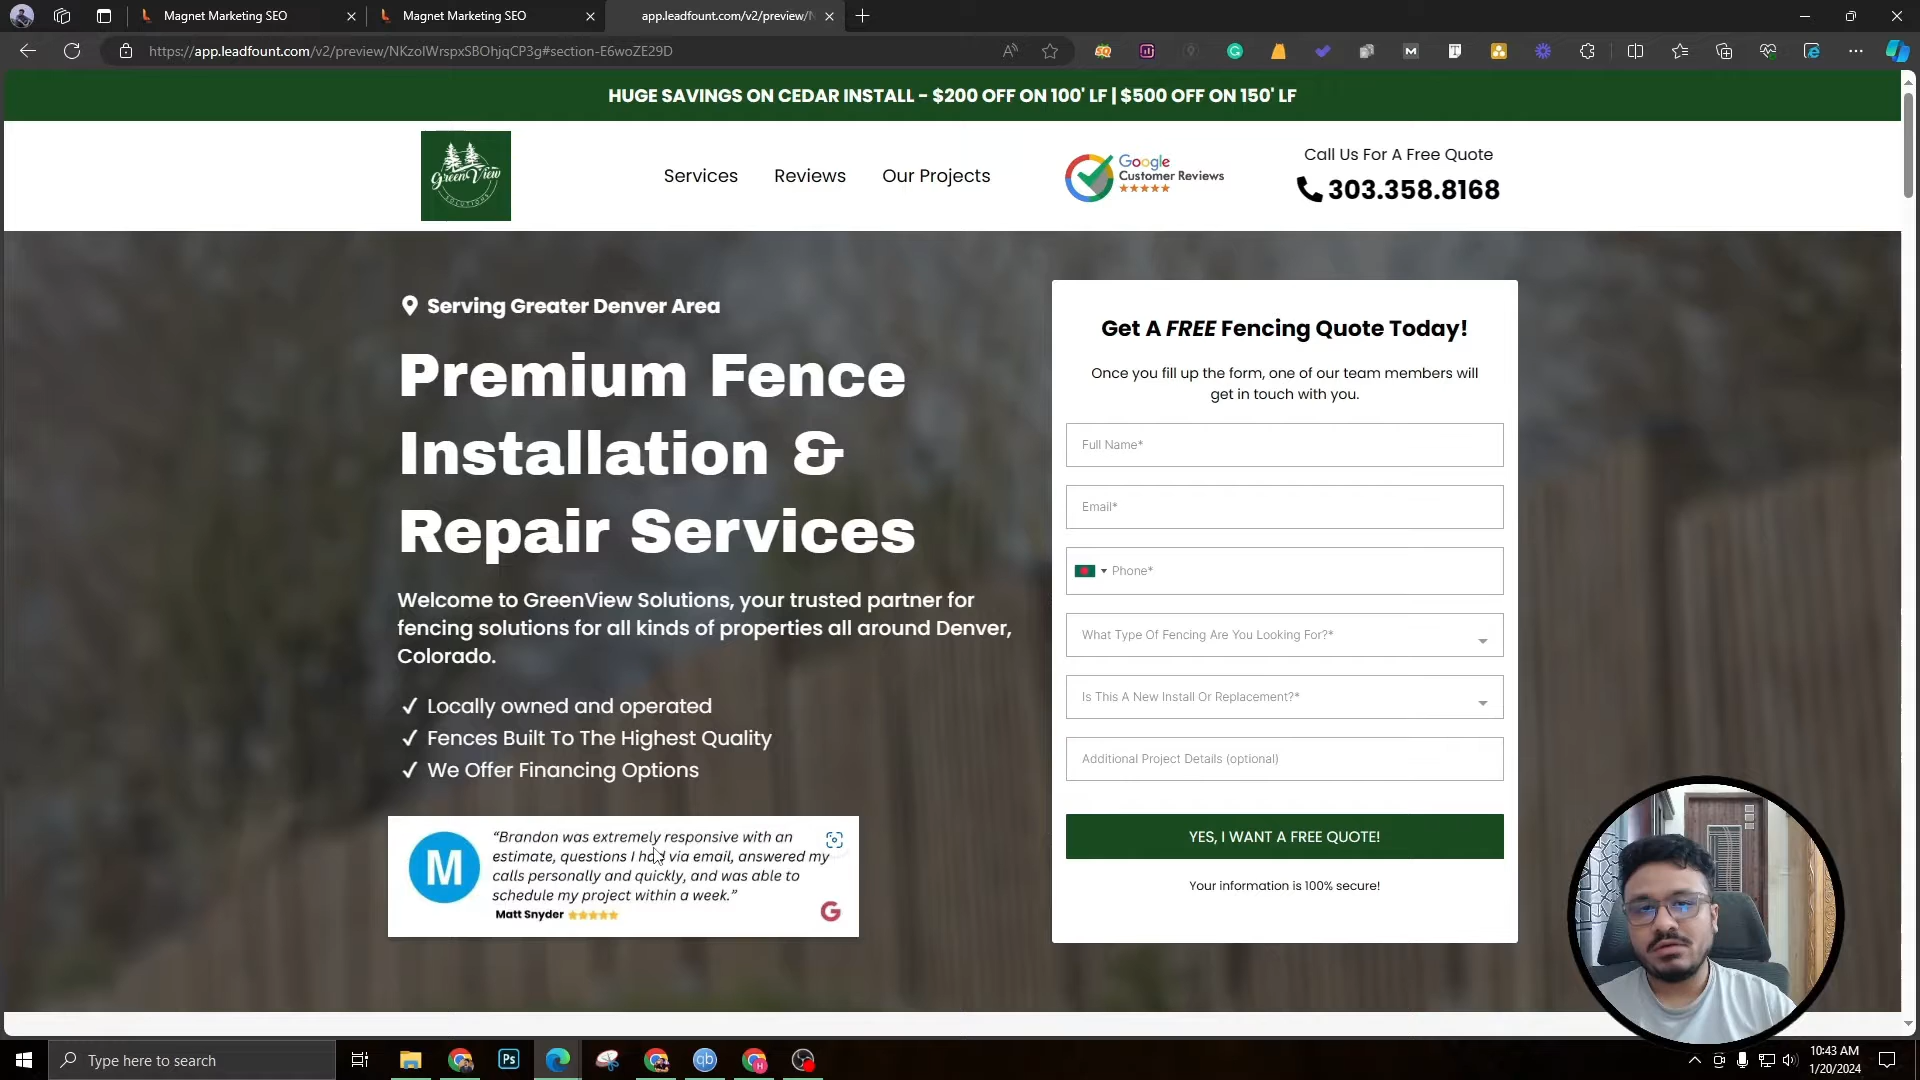 Magnet Marketing SEO
Magnet Marketing SEO
app.leadfount.com/v2/preview/N
https://app.leadfount.com/v2/preview/NKzoIWrspxSBOhjqCP3g#section-E6woZE29D
HUGE SAVINGS ON CEDAR INSTALL – $200 OFF ON 100' LF | $500 OFF ON 150' LF
GreenView
SOLUTIONS
Services
Reviews
Our Projects
Google
Customer Reviews
Call Us For A Free Quote
303.358.8168
Serving Greater Denver Area
Premium Fence
Installation &
Repair Services
Welcome to GreenView Solutions, your trusted partner for
fencing solutions for all kinds of properties all around Denver,
Colorado.
✓ Locally owned and operated
✓ Fences Built To The Highest Quality
✓ We Offer Financing Options
M
“Brandon was extremely responsive with an
estimate, questions I had via email, answered my
calls personally and quickly, and was able to
schedule my project within a week.”
Matt Snyder
G
Get A FREE Fencing Quote Today!
Once you fill up the form, one of our team members will
get in touch with you.
Full Name*
Email*
Phone*
What Type Of Fencing Are You Looking For?*
Is This A New Install Or Replacement?*
Additional Project Details (optional)
YES, I WANT A FREE QUOTE!
Your information is 100% secure!
Type here to search
Ps
qb
10:43 AM
1/20/2024